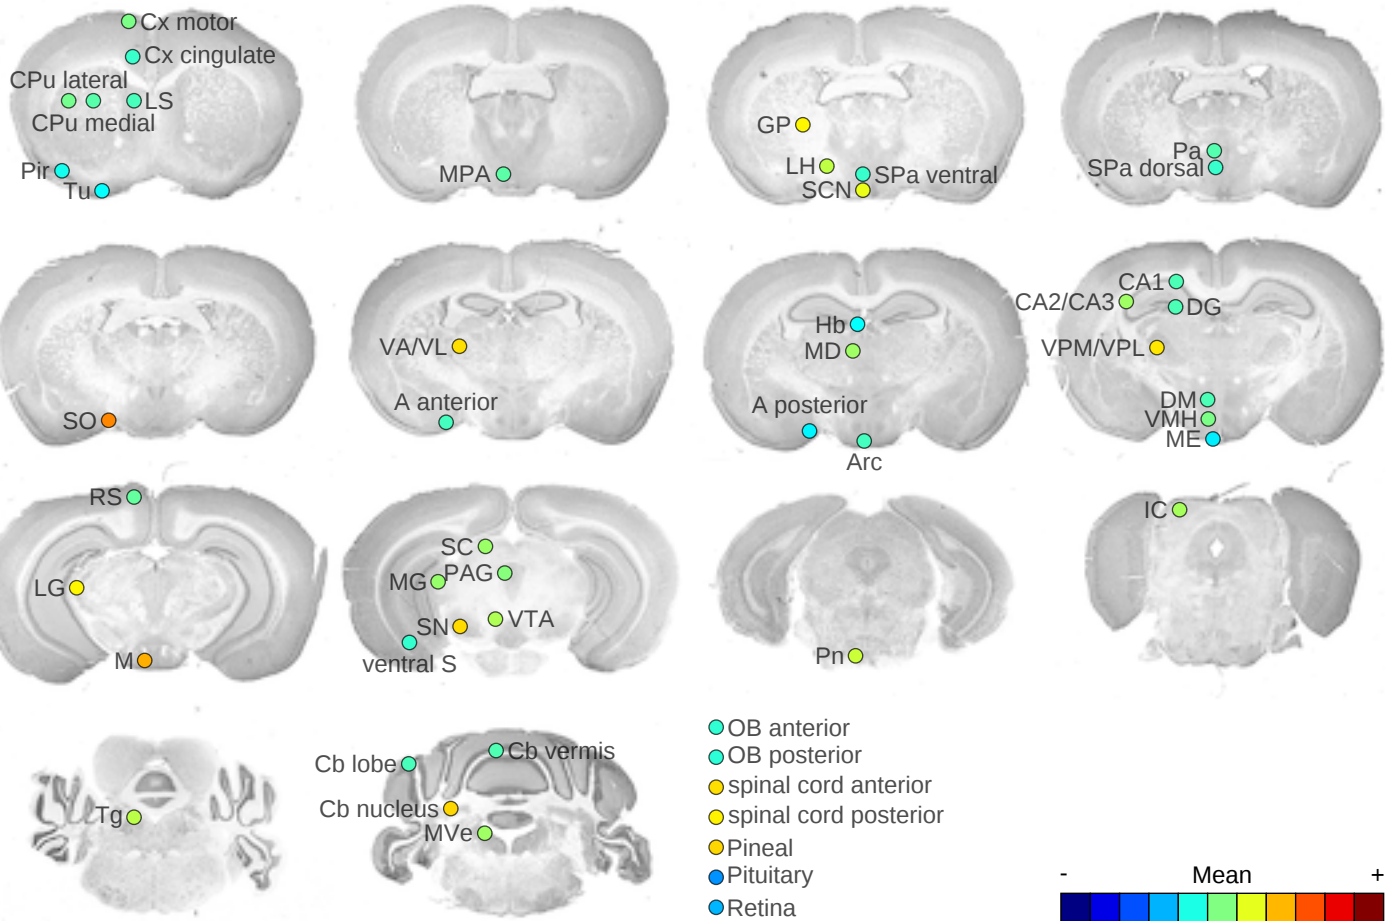 Cx motor
Cx cingulate
CPu lateral
LS
CPu medial
Pir
Tu
MPA
GP
LH
SPa ventral
SCN
Pa
SPa dorsal
SO
VA/VL
A anterior
Hb
MD
A posterior
Arc
CA1
CA2/CA3
DG
VPM/VPL
DM
VMH
ME
RS
LG
M
SC
MG
PAG
SN
VTA
ventral S
Pn
IC
Tg
Cb lobe
Cb vermis
Cb nucleus
MVe
OB anterior
OB posterior
spinal cord anterior
spinal cord posterior
Pineal
Pituitary
Retina
- Mean +